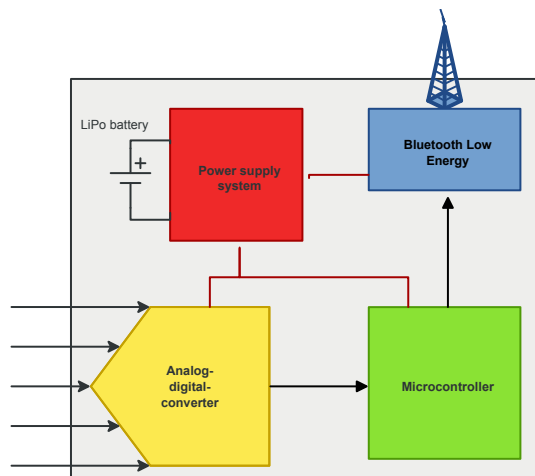 LiPo battery
+
Power supply
system
Bluetooth Low
Energy
Analog-
digital-
converter
Microcontroller